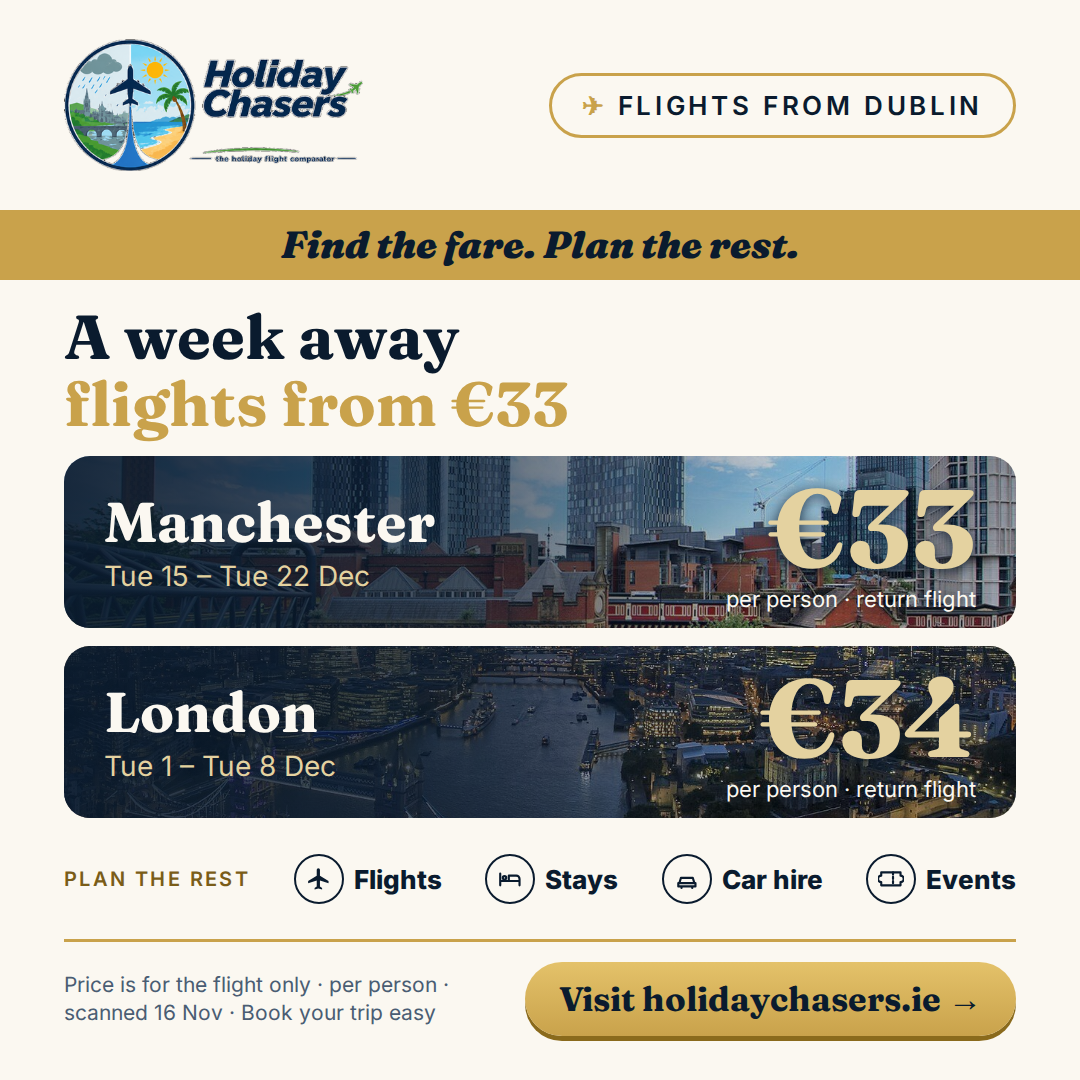 Holiday
Chasers
the holiday flight comparator
✈ FLIGHTS FROM DUBLIN
Find the fare. Plan the rest.
A week away
flights from €33
Manchester
Tue 15 – Tue 22 Dec
€33
per person · return flight
London
Tue 1 – Tue 8 Dec
€34
per person · return flight
PLAN THE REST
Flights
Stays
Car hire
Events
Price is for the flight only · per person ·
scanned 16 Nov · Book your trip easy
Visit holidaychasers.ie →